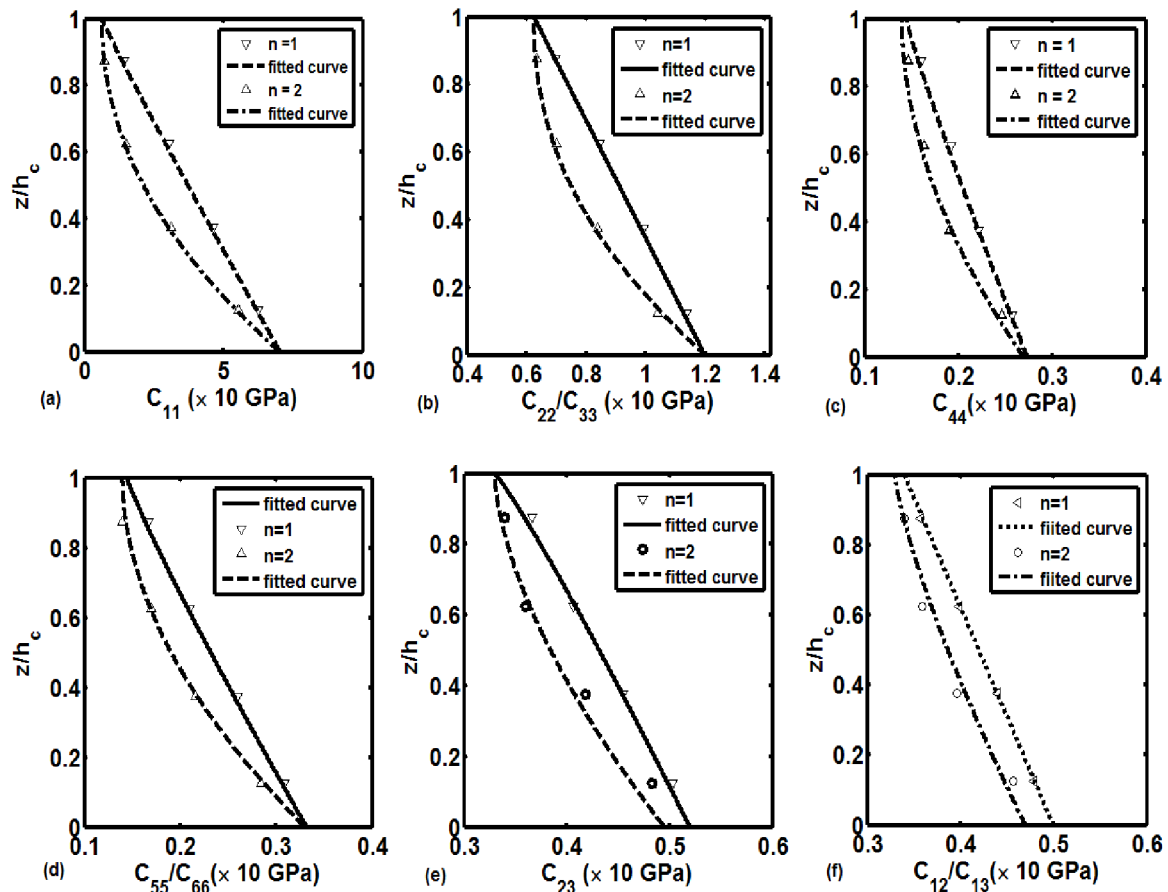 1
0.8
0.6
0.4
0.2
0
z/h_c
n =1
fitted curve
n = 2
fitted curve
0 5 10
(a) C_11 (× 10 GPa)
1
0.8
0.6
0.4
0.2
0
z/h_c
n=1
fitted curve
n=2
fitted curve
0.4 0.6 0.8 1 1.2 1.4
(b) C_22/C_33 (× 10 GPa)
1
0.8
0.6
0.4
0.2
0
z/h_c
n = 1
fitted curve
n = 2
fitted curve
0.1 0.2 0.3 0.4
(c) C_44 (× 10 GPa)
1
0.8
0.6
0.4
0.2
0
z/h_c
fitted curve
n=1
n=2
fitted curve
0.1 0.2 0.3 0.4
(d) C_55/C_66(× 10 GPa)
1
0.8
0.6
0.4
0.2
0
z/h_c
n=1
fitted curve
n=2
fitted curve
0.3 0.4 0.5 0.6
(e) C_23 (× 10 GPa)
1
0.8
0.6
0.4
0.2
0
z/h_c
n=1
fiited curve
n=2
fitted curve
0.3 0.4 0.5 0.6
(f) C_12/C_13 (× 10 GPa)